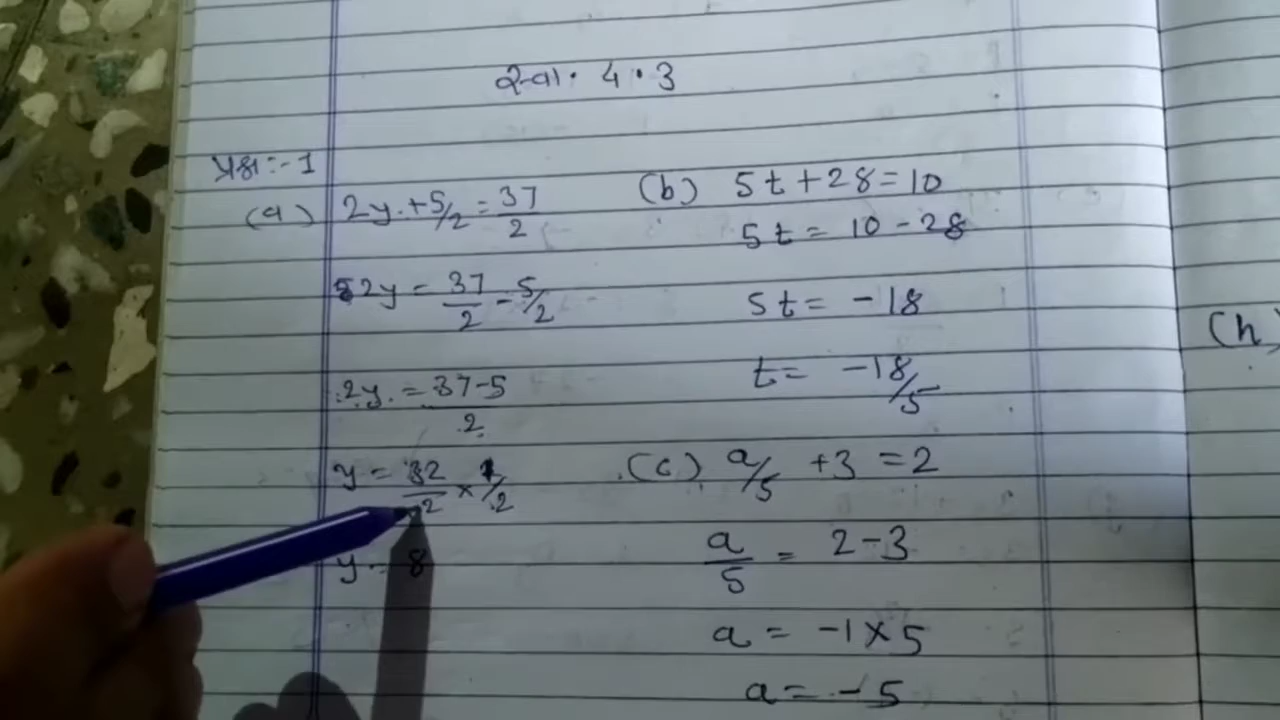 प्रश्न :- 1
(a) 2y + 5/2 = 37/2
2y = 37/2 - 5/2
2y = 37-5/2
y = 32/2 × 1/2
y = 8
(b) 5t + 28 = 10
5t = 10 - 28
5t = -18
t = -18/5
(c) a/5 + 3 = 2
a/5 = 2 - 3
a = -1 × 5
a = -5
(h)